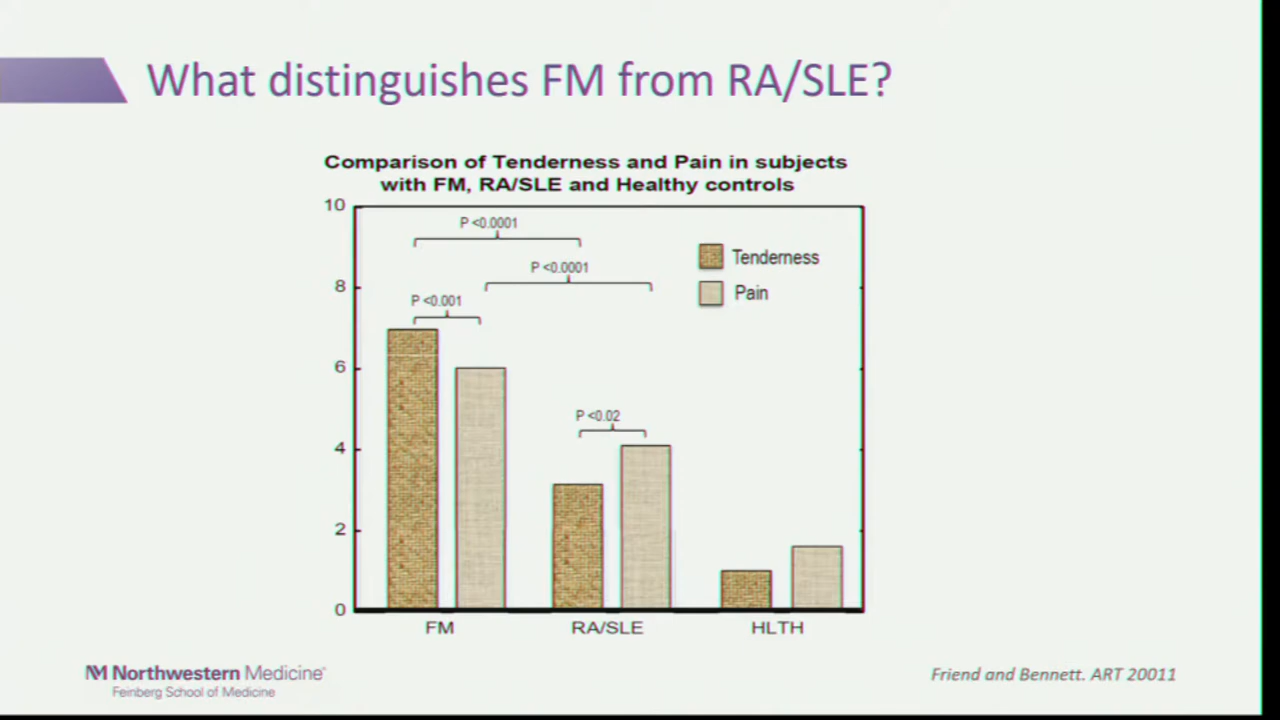 What distinguishes FM from RA/SLE?
Comparison of Tenderness and Pain in subjects
with FM, RA/SLE and Healthy controls
10
8
6
4
2
0
P <0.0001
P <0.0001
P <0.001
P <0.02
Tenderness
Pain
FM
RA/SLE
HLTH
NM Northwestern Medicine®
Feinberg School of Medicine
Friend and Bennett. ART 20011